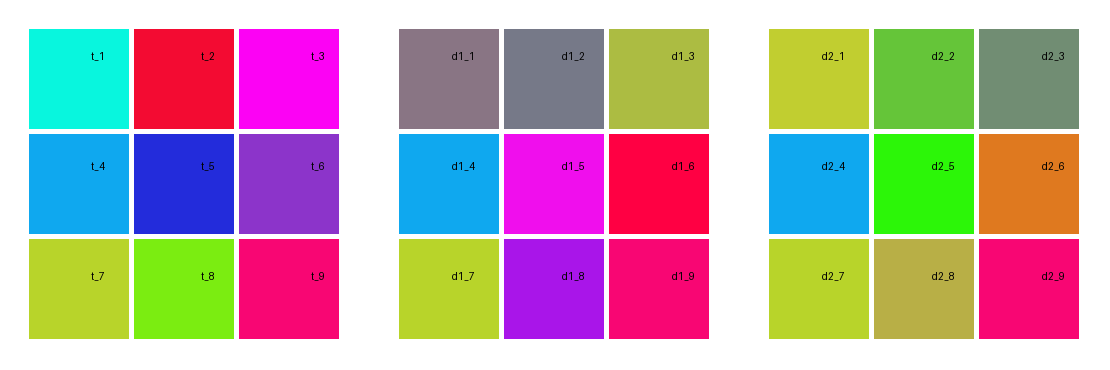 t_1 t_2 t_3 d1_1 d1_2 d1_3 d2_1 d2_2 d2_3
t_4 t_5 t_6 d1_4 d1_5 d1_6 d2_4 d2_5 d2_6
t_7 t_8 t_9 d1_7 d1_8 d1_9 d2_7 d2_8 d2_9